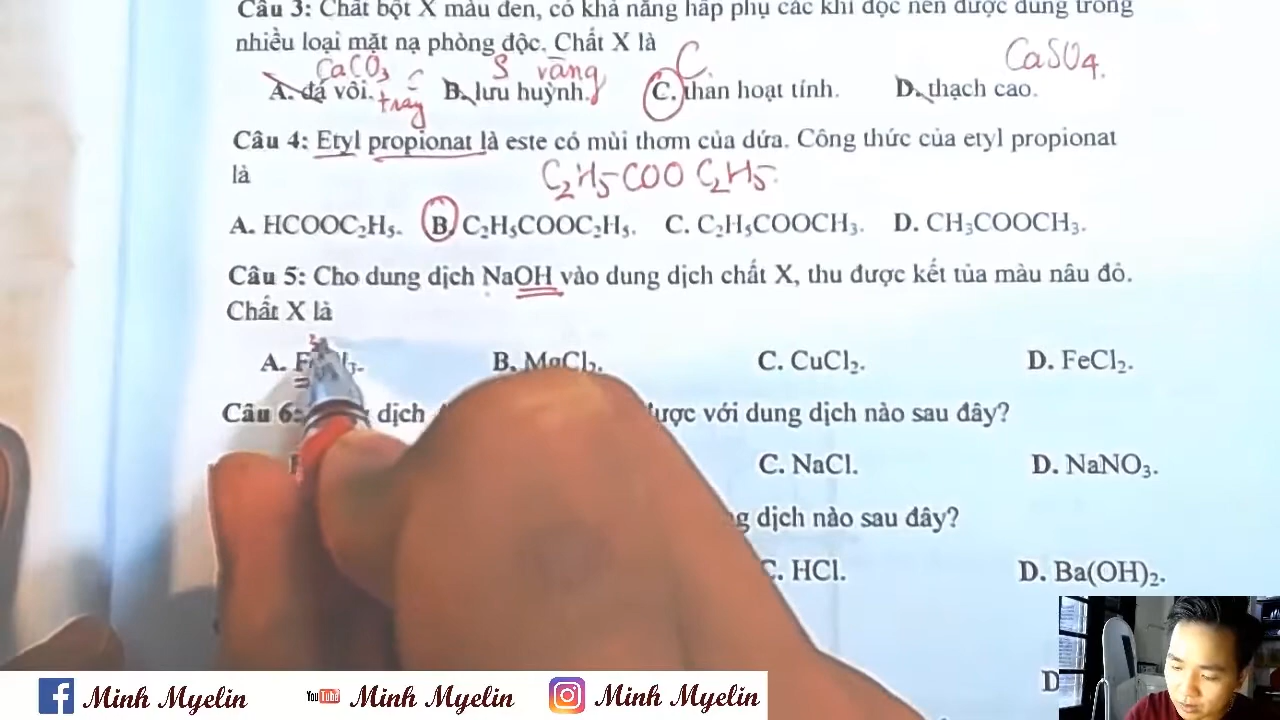 Câu 3: Chất bột X màu đen, có khả năng hấp phụ các khí độc nên được dùng trong
nhiều loại mặt nạ phòng độc. Chất X là
CaCO3 S vàng C. CaSO4.
A. đá vôi. B. lưu huỳnh. C. than hoạt tính. D. thạch cao.
Câu 4: Etyl propionat là este có mùi thơm của dứa. Công thức của etyl propionat
là C2H5-COO C2H5.
A. HCOOC2H5. B. C2H5COOC2H5. C. C2H5COOCH3. D. CH3COOCH3.
Câu 5: Cho dung dịch NaOH vào dung dịch chất X, thu được kết tủa màu nâu đỏ.
Chất X là
A. B. MgCl2. C. CuCl2. D. FeCl2.
Câu 6: dịch được với dung dịch nào sau đây?
C. NaCl. D. NaNO3.
dịch nào sau đây?
C. HCl. D. Ba(OH)2.
D
Minh Myelin YouTube Minh Myelin Minh Myelin